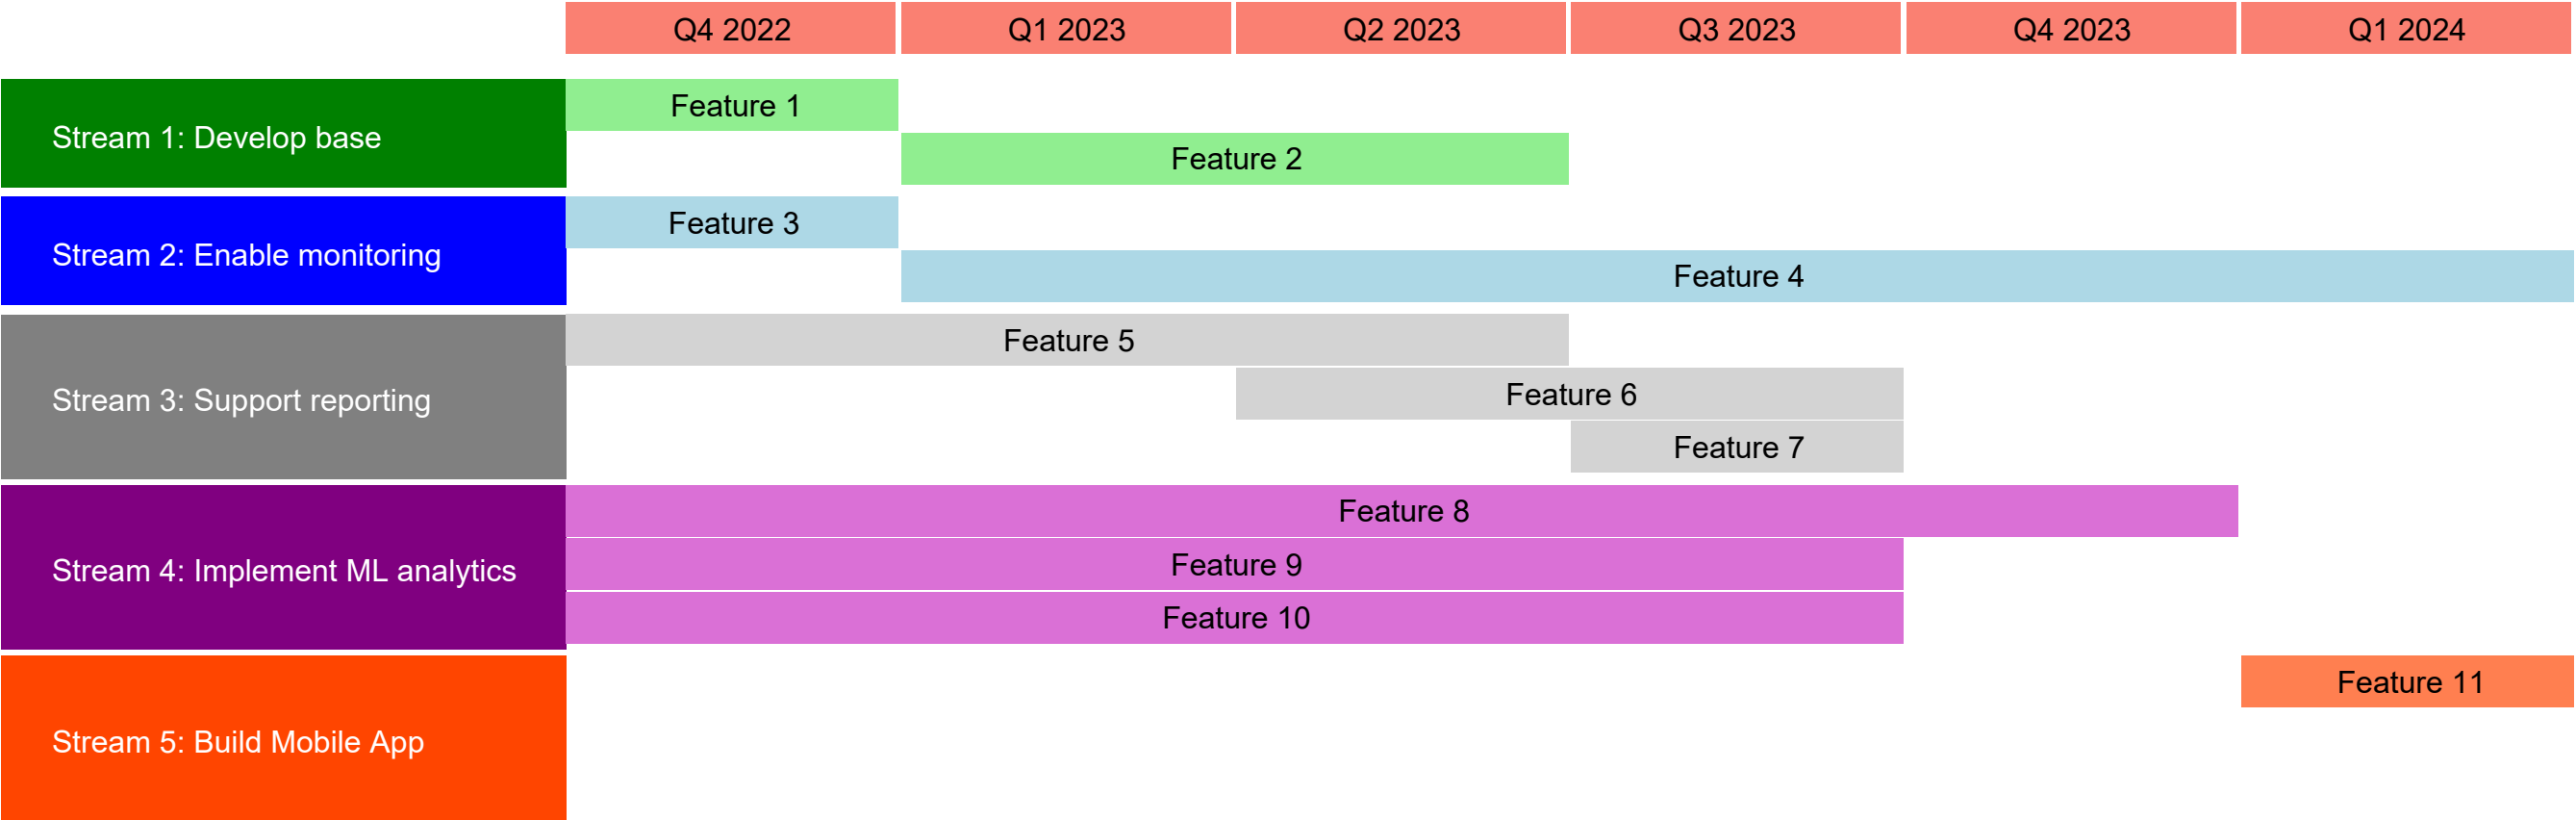 Q4 2022 Q1 2023 Q2 2023 Q3 2023 Q4 2023 Q1 2024
Feature 1
Stream 1: Develop base
Feature 2
Feature 3
Stream 2: Enable monitoring
Feature 4
Feature 5
Feature 6
Stream 3: Support reporting
Feature 7
Feature 8
Feature 9
Stream 4: Implement ML analytics
Feature 10
Feature 11
Stream 5: Build Mobile App